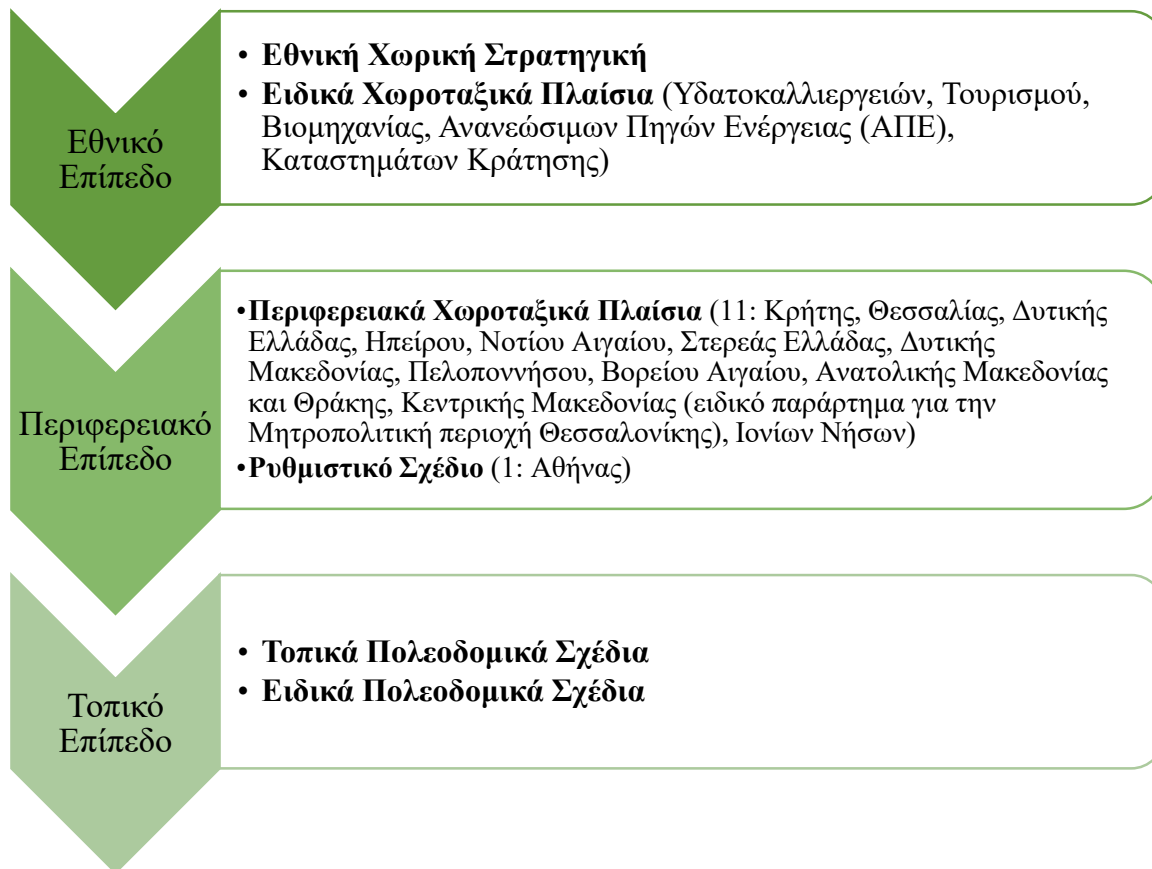 Εθνικό
Επίπεδο
• Εθνική Χωρική Στρατηγική
• Ειδικά Χωροταξικά Πλαίσια (Υδατοκαλλιεργειών, Τουρισμού,
Βιομηχανίας, Ανανεώσιμων Πηγών Ενέργειας (ΑΠΕ),
Καταστημάτων Κράτησης)
Περιφερειακό
Επίπεδο
•Περιφερειακά Χωροταξικά Πλαίσια (11: Κρήτης, Θεσσαλίας, Δυτικής
Ελλάδας, Ηπείρου, Νοτίου Αιγαίου, Στερεάς Ελλάδας, Δυτικής
Μακεδονίας, Πελοποννήσου, Βορείου Αιγαίου, Ανατολικής Μακεδονίας
και Θράκης, Κεντρικής Μακεδονίας (ειδικό παράρτημα για την
Μητροπολιτική περιοχή Θεσσαλονίκης), Ιονίων Νήσων)
•Ρυθμιστικό Σχέδιο (1: Αθήνας)
Τοπικό
Επίπεδο
• Τοπικά Πολεοδομικά Σχέδια
• Ειδικά Πολεοδομικά Σχέδια